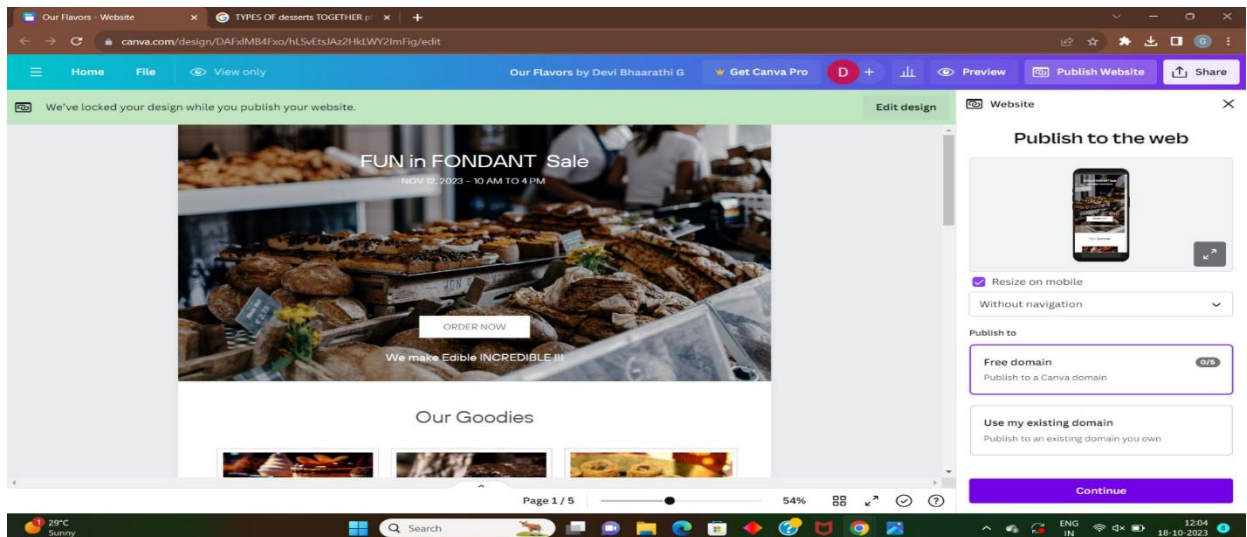 Our Flavors - Website
TYPES OF desserts TOGETHER pi
canva.com/design/DAFxlMB4Fxo/hLSvEtsJAz2HkLWY2ImFig/edit
G
Home File View only Our Flavors by Devi Bhaarathi G Get Canva Pro D + Preview Publish Website Share
We've locked your design while you publish your website. Edit design
Website
Publish to the web
FUN in FONDANT Sale
NOV 12, 2023 – 10 AM TO 4 PM
ORDER NOW
We make Edible INCREDIBLE !!!
Our Goodies
Resize on mobile
Without navigation
Publish to
Free domain 0/5
Publish to a Canva domain
Use my existing domain
Publish to an existing domain you own
Continue
Page 1 / 5 54%
1 29°C
Sunny
Search
ENG
IN
12:04
18-10-2023